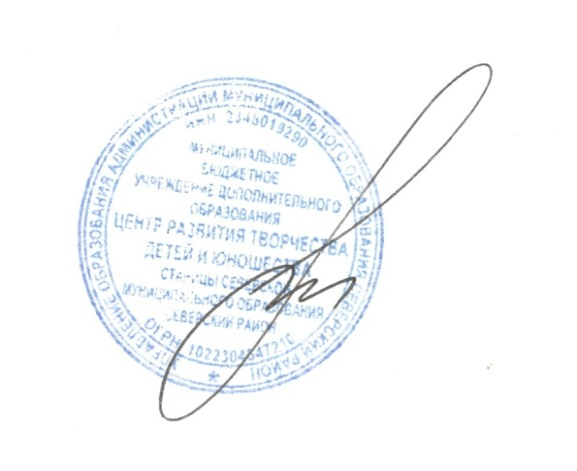 УПРАВЛЕНИЕ ОБРАЗОВАНИЯ АДМИНИСТРАЦИИ МУНИЦИПАЛЬНОГО ОБРАЗОВАНИЯ СЕВЕРСКИЙ РАЙОН
ИНН
МУНИЦИПАЛЬНОЕ
БЮДЖЕТНОЕ
УЧРЕЖДЕНИЕ ДОПОЛНИТЕЛЬНОГО
ОБРАЗОВАНИЯ
ЦЕНТР РАЗВИТИЯ ТВОРЧЕСТВА
ДЕТЕЙ И ЮНОШЕСТВА
СТАНИЦЫ СЕВЕРСКОЙ
МУНИЦИПАЛЬНОГО ОБРАЗОВАНИЯ
СЕВЕРСКИЙ РАЙОН
ОГРН